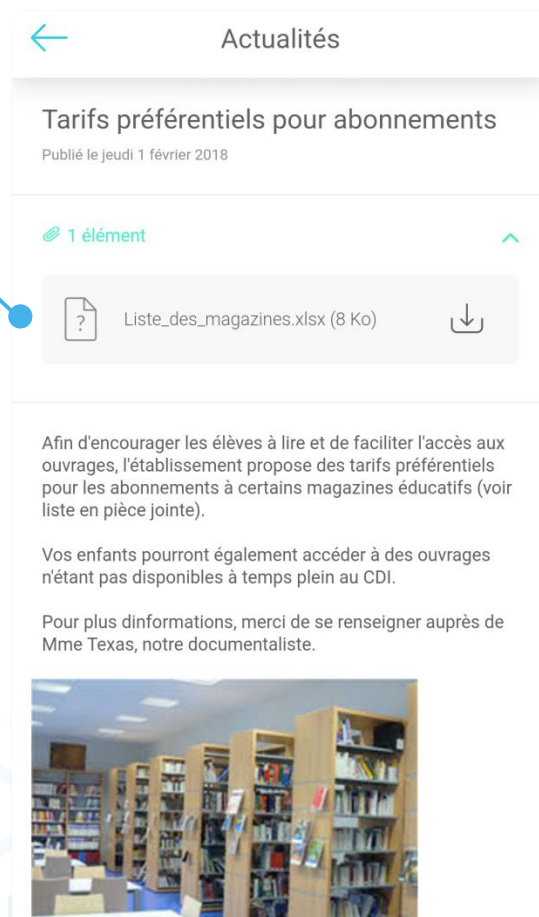 Actualités
Tarifs préférentiels pour abonnements
Publié le jeudi 1 février 2018
1 élément
?
Liste_des_magazines.xlsx (8 Ko)
Afin d'encourager les élèves à lire et de faciliter l'accès aux
ouvrages, l'établissement propose des tarifs préférentiels
pour les abonnements à certains magazines éducatifs (voir
liste en pièce jointe).
Vos enfants pourront également accéder à des ouvrages
n'étant pas disponibles à temps plein au CDI.
Pour plus dinformations, merci de se renseigner auprès de
Mme Texas, notre documentaliste.